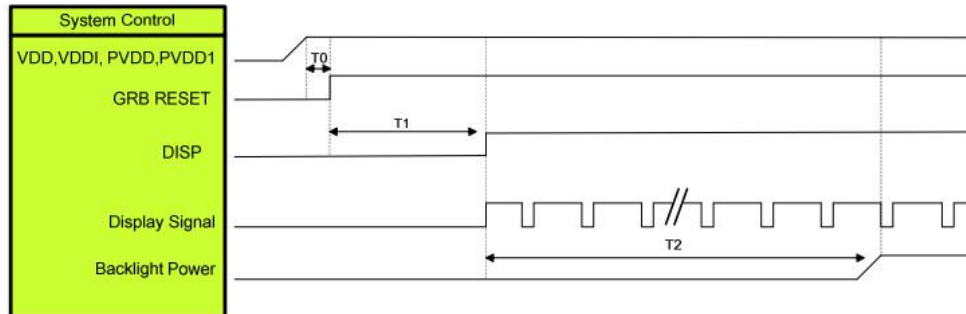 System Control
VDD,VDDI, PVDD,PVDD1
T0
GRB RESET
T1
DISP
Display Signal
T2
Backlight Power